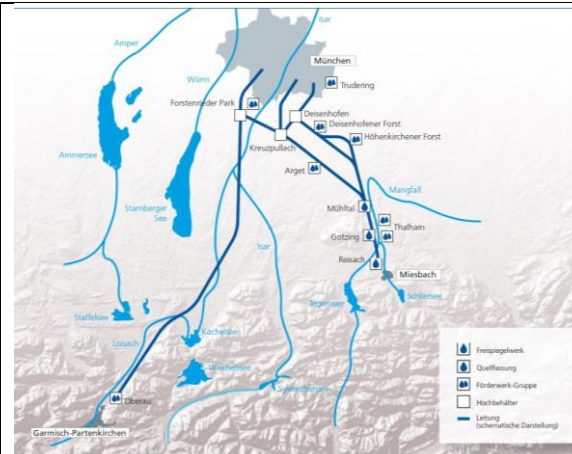 Amper
Isar
Würm
München
Trudering
Forstenrieder Park
Deisenhofen
Deisenhofener Forst
Höhenkirchener Forst
Kreuzpullach
Ammersee
Arget
Mangfall
Starnberger
See
Mühltal
Thalham
Gotzing
Isar
Reisach
Miesbach
Tegernsee
Schliersee
Staffelsee
Loisach
Kochelsee
Walchensee
Sylvensteinsee
Oberau
Garmisch-Partenkirchen
Freispiegelwerk
Quellfassung
Förderwerk-Gruppe
Hochbehälter
Leitung
(schematische Darstellung)